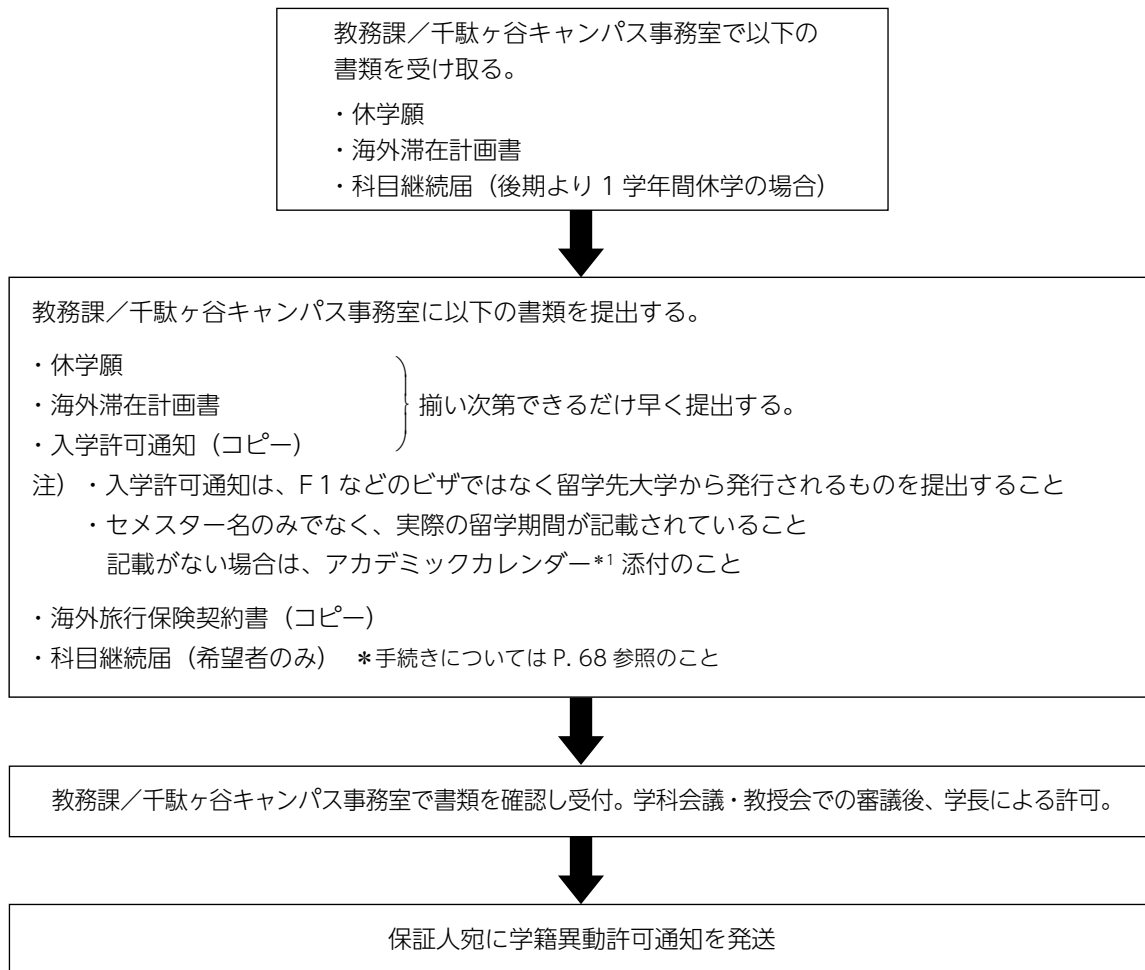 教務課／千駄ヶ谷キャンパス事務室で以下の
書類を受け取る。
・休学願
・海外滞在計画書
・科目継続届（後期より 1 学年間休学の場合）
教務課／千駄ヶ谷キャンパス事務室に以下の書類を提出する。
・休学願
・海外滞在計画書
・入学許可通知（コピー）
揃い次第できるだけ早く提出する。
注）・入学許可通知は、F 1 などのビザではなく留学先大学から発行されるものを提出すること
・セメスター名のみでなく、実際の留学期間が記載されていること
記載がない場合は、アカデミックカレンダー*1 添付のこと
・海外旅行保険契約書（コピー）
・科目継続届（希望者のみ） ＊手続きについては P. 68 参照のこと
教務課／千駄ヶ谷キャンパス事務室で書類を確認し受付。学科会議・教授会での審議後、学長による許可。
保証人宛に学籍異動許可通知を発送